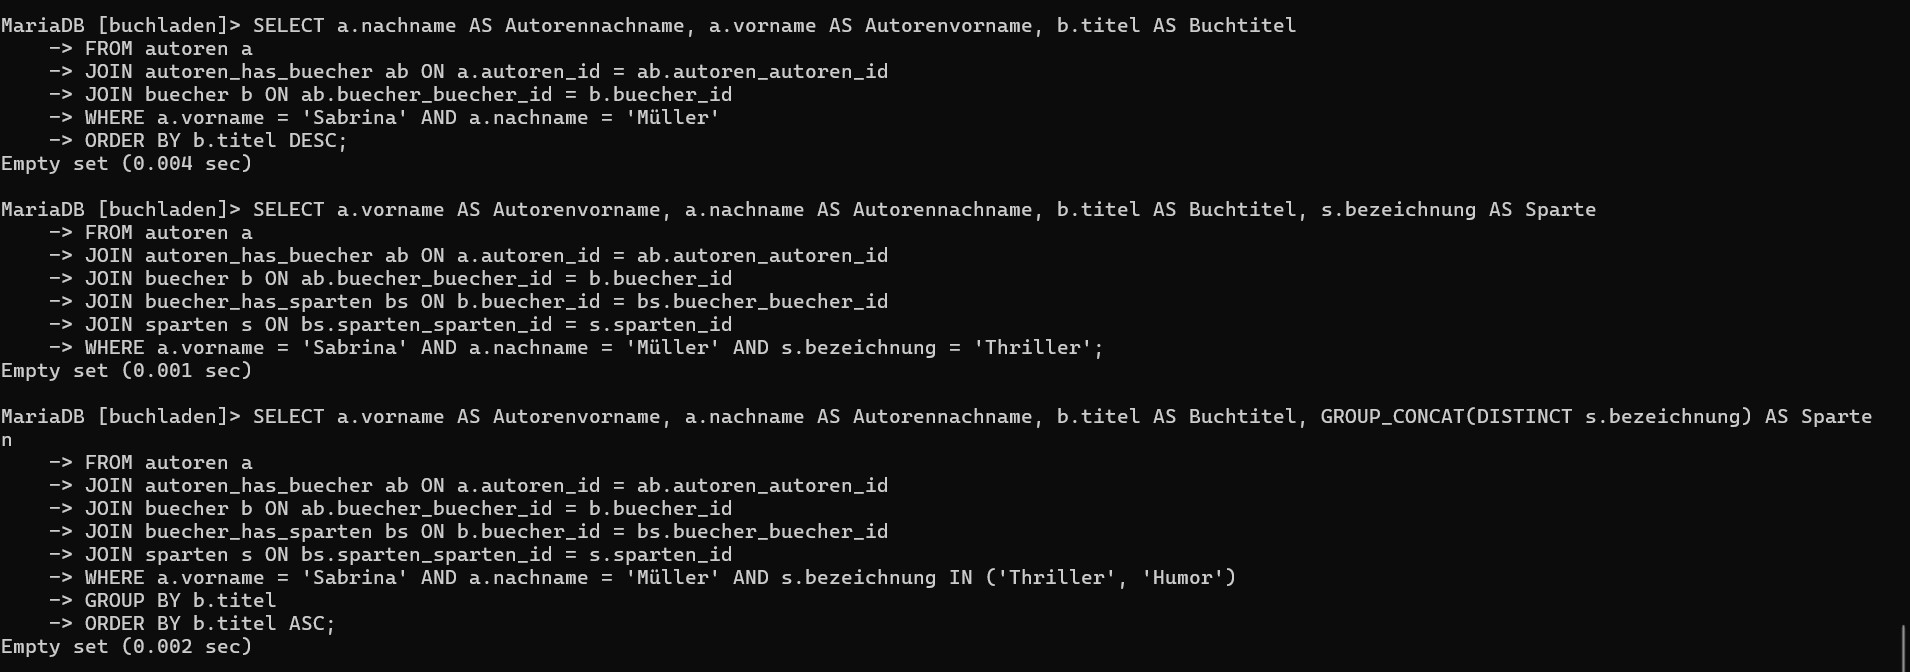 MariaDB [buchladen]> SELECT a.nachname AS Autorennachname, a.vorname AS Autorenvorname, b.titel AS Buchtitel
    -> FROM autoren a
    -> JOIN autoren_has_buecher ab ON a.autoren_id = ab.autoren_autoren_id
    -> JOIN buecher b ON ab.buecher_buecher_id = b.buecher_id
    -> WHERE a.vorname = 'Sabrina' AND a.nachname = 'Müller'
    -> ORDER BY b.titel DESC;
Empty set (0.004 sec)

MariaDB [buchladen]> SELECT a.vorname AS Autorenvorname, a.nachname AS Autorennachname, b.titel AS Buchtitel, s.bezeichnung AS Sparte
    -> FROM autoren a
    -> JOIN autoren_has_buecher ab ON a.autoren_id = ab.autoren_autoren_id
    -> JOIN buecher b ON ab.buecher_buecher_id = b.buecher_id
    -> JOIN buecher_has_sparten bs ON b.buecher_id = bs.buecher_buecher_id
    -> JOIN sparten s ON bs.sparten_sparten_id = s.sparten_id
    -> WHERE a.vorname = 'Sabrina' AND a.nachname = 'Müller' AND s.bezeichnung = 'Thriller';
Empty set (0.001 sec)

MariaDB [buchladen]> SELECT a.vorname AS Autorenvorname, a.nachname AS Autorennachname, b.titel AS Buchtitel, GROUP_CONCAT(DISTINCT s.bezeichnung) AS Sparte
n
    -> FROM autoren a
    -> JOIN autoren_has_buecher ab ON a.autoren_id = ab.autoren_autoren_id
    -> JOIN buecher b ON ab.buecher_buecher_id = b.buecher_id
    -> JOIN buecher_has_sparten bs ON b.buecher_id = bs.buecher_buecher_id
    -> JOIN sparten s ON bs.sparten_sparten_id = s.sparten_id
    -> WHERE a.vorname = 'Sabrina' AND a.nachname = 'Müller' AND s.bezeichnung IN ('Thriller', 'Humor')
    -> GROUP BY b.titel
    -> ORDER BY b.titel ASC;
Empty set (0.002 sec)